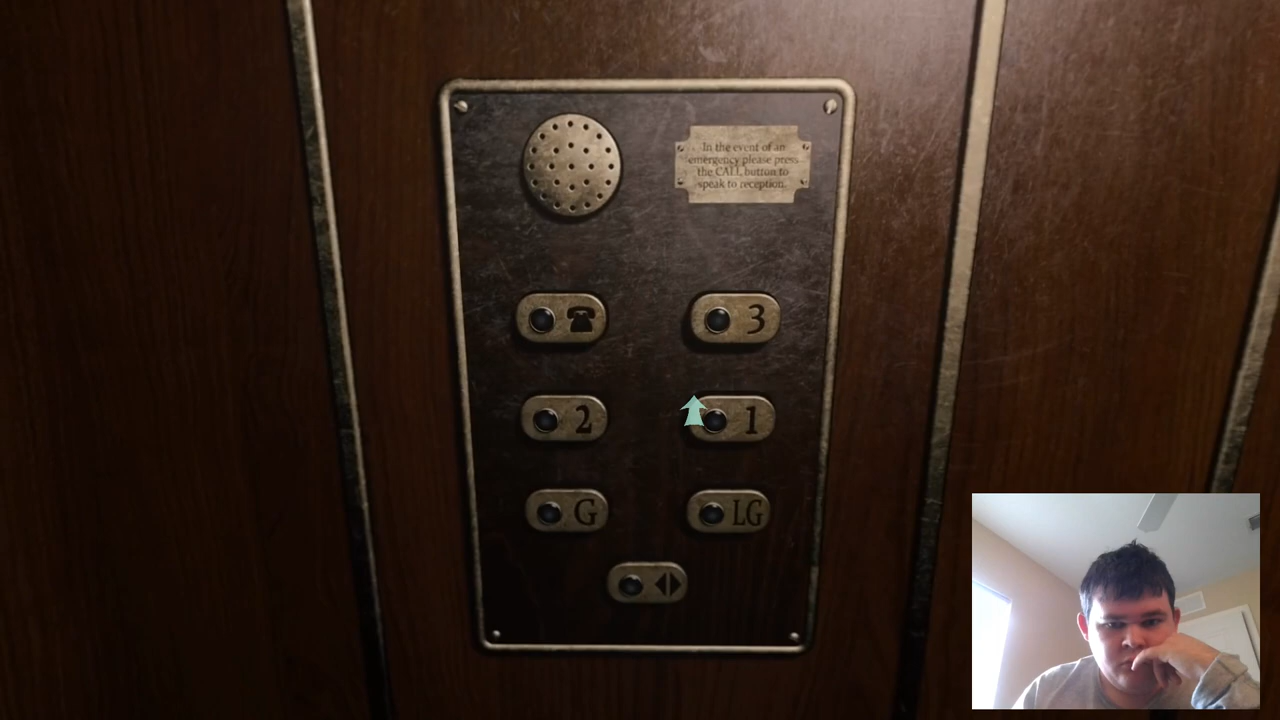 In the event of an
emergency please press
the CALL button to
speak to reception.
3
2
1
G
LG